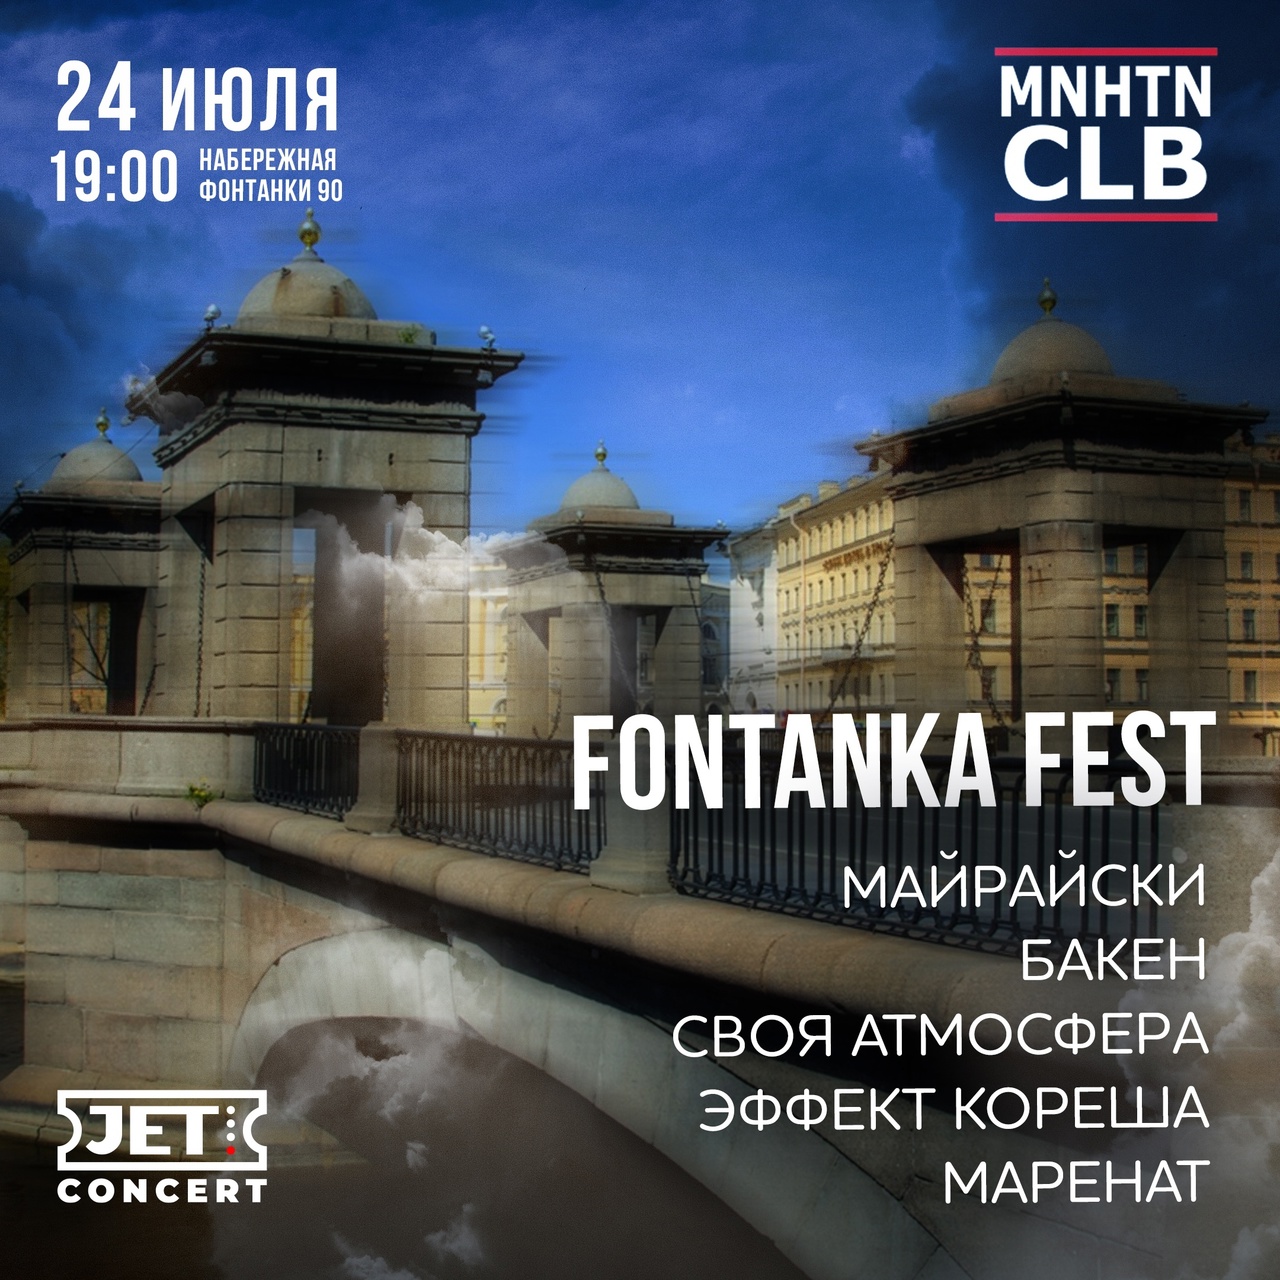 24 ИЮЛЯ
19:00
НАБЕРЕЖНАЯ
ФОНТАНКИ 90
MNHTN
CLB
FONTANKA FEST
МАЙРАЙСКИ
БАКЕН
СВОЯ АТМОСФЕРА
ЭФФЕКТ КОРЕША
МАРЕНАТ
JET
CONCERT